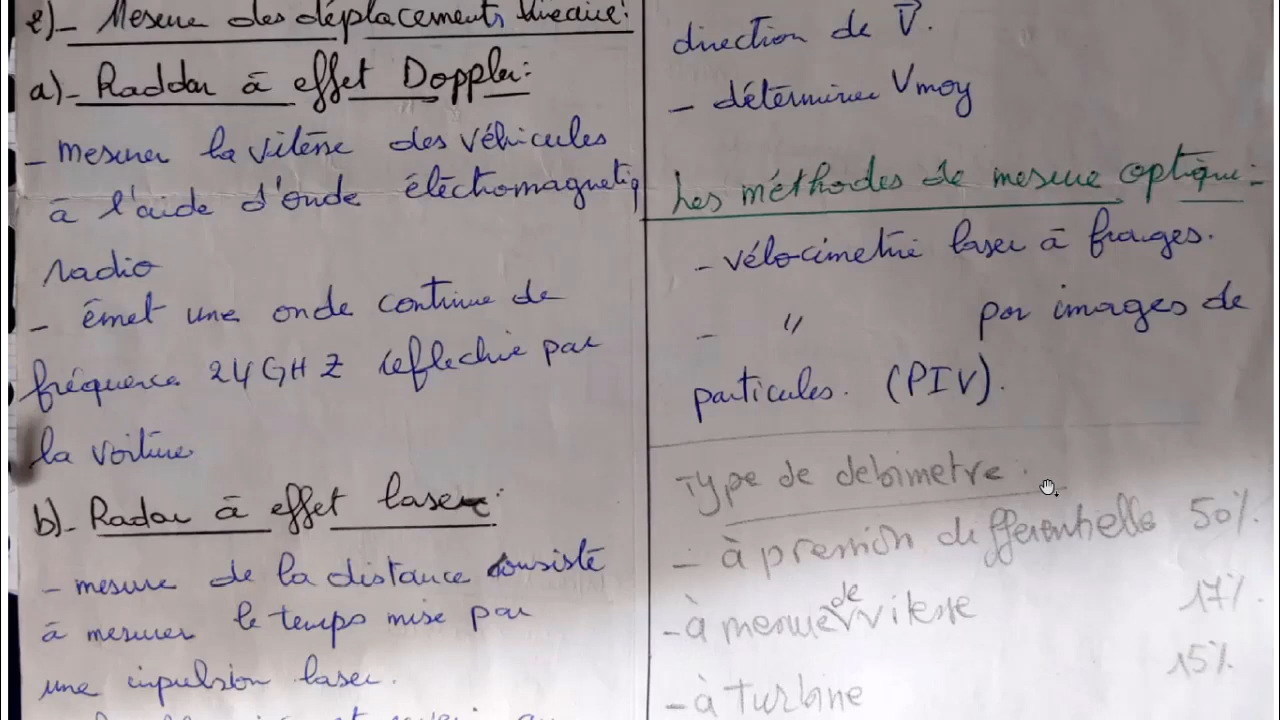 2)- Mesure des déplacements linéaire:
a)- Raddar à effet Doppler:
- mesurer la vitesse des véhicules
à l'aide d'onde électromagnetiq
radio
- émet une onde continue de
fréquence 24 GHZ reflechie par
la voiture
b)- Radar à effet laser:
- mesure de la distance consiste
à mesurer le temps mise par
une impulsion laser.
direction de V.
- déterminer Vmoy
Les méthodes de mesure optique:
- vélocimetrie laser à franges.
- " par images de
particules. (PIV).
Type de debimetre:
- à pression differentielle 50%.
- à mesure de vitesse 17%.
- à turbine 15%